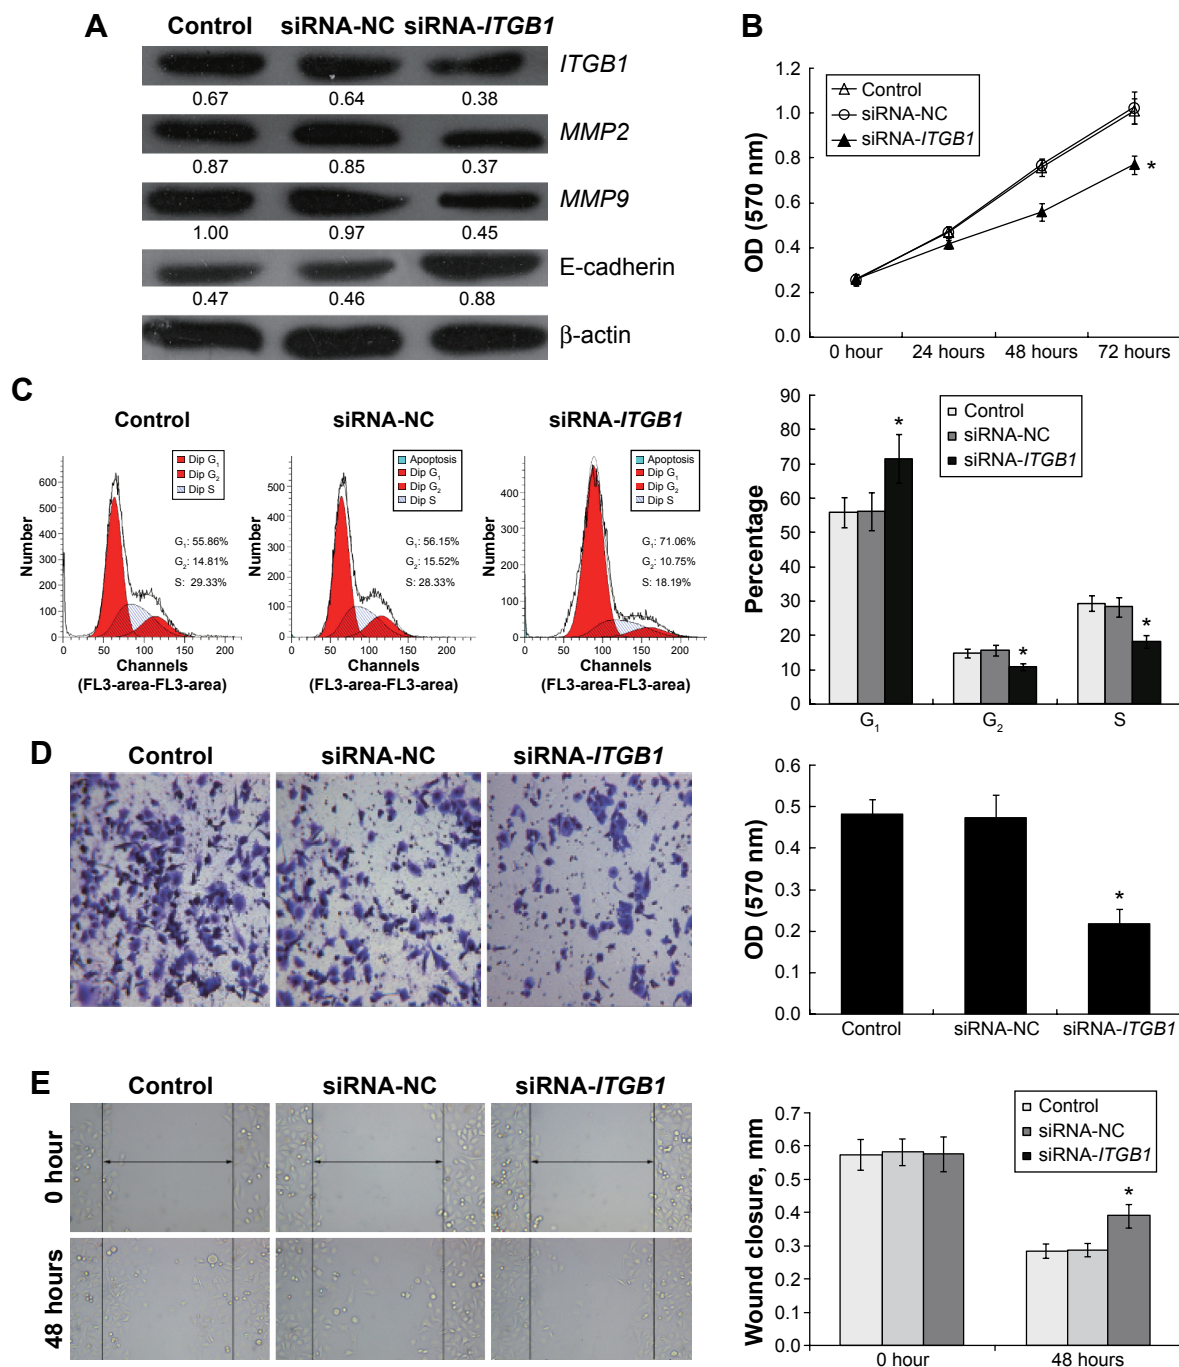 A
Control siRNA-NC siRNA-ITGB1
ITGB1
0.67 0.64 0.38
MMP2
0.87 0.85 0.37
MMP9
1.00 0.97 0.45
E-cadherin
0.47 0.46 0.88
β-actin
B
OD (570 nm)
1.2
1.0
0.8
0.6
0.4
0.2
0.0
Control
siRNA-NC
siRNA-ITGB1
*
0 hour 24 hours 48 hours 72 hours
C
Control
Number
600
500
400
300
200
100
0
Dip G₁
Dip G₂
Dip S
G₁: 55.86%
G₂: 14.81%
S: 29.33%
0 50 100 150 200
Channels
(FL3-area-FL3-area)
siRNA-NC
Number
600
500
400
300
200
100
0
Apoptosis
Dip G₁
Dip G₂
Dip S
G₁: 56.15%
G₂: 15.52%
S: 28.33%
0 50 100 150 200
Channels
(FL3-area-FL3-area)
siRNA-ITGB1
Number
400
300
200
100
0
Apoptosis
Dip G₁
Dip G₂
Dip S
G₁: 71.06%
G₂: 10.75%
S: 18.19%
0 50 100 150 200
Channels
(FL3-area-FL3-area)
Percentage
90
80
70
60
50
40
30
20
10
0
Control
siRNA-NC
siRNA-ITGB1
* * *
G₁ G₂ S
D
Control siRNA-NC siRNA-ITGB1
OD (570 nm)
0.6
0.5
0.4
0.3
0.2
0.1
0.0
*
Control siRNA-NC siRNA-ITGB1
E
Control siRNA-NC siRNA-ITGB1
0 hour
48 hours
Wound closure, mm
0.7
0.6
0.5
0.4
0.3
0.2
0.1
0.0
Control
siRNA-NC
siRNA-ITGB1
*
0 hour 48 hours